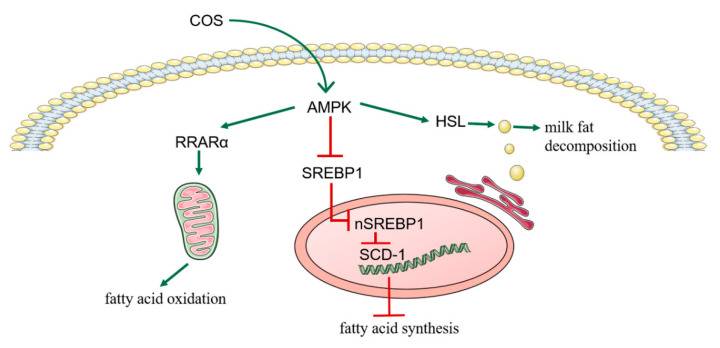 COS
AMPK
HSL
milk fat
decomposition
RRARα
SREBP1
nSREBP1
SCD-1
fatty acid oxidation
fatty acid synthesis